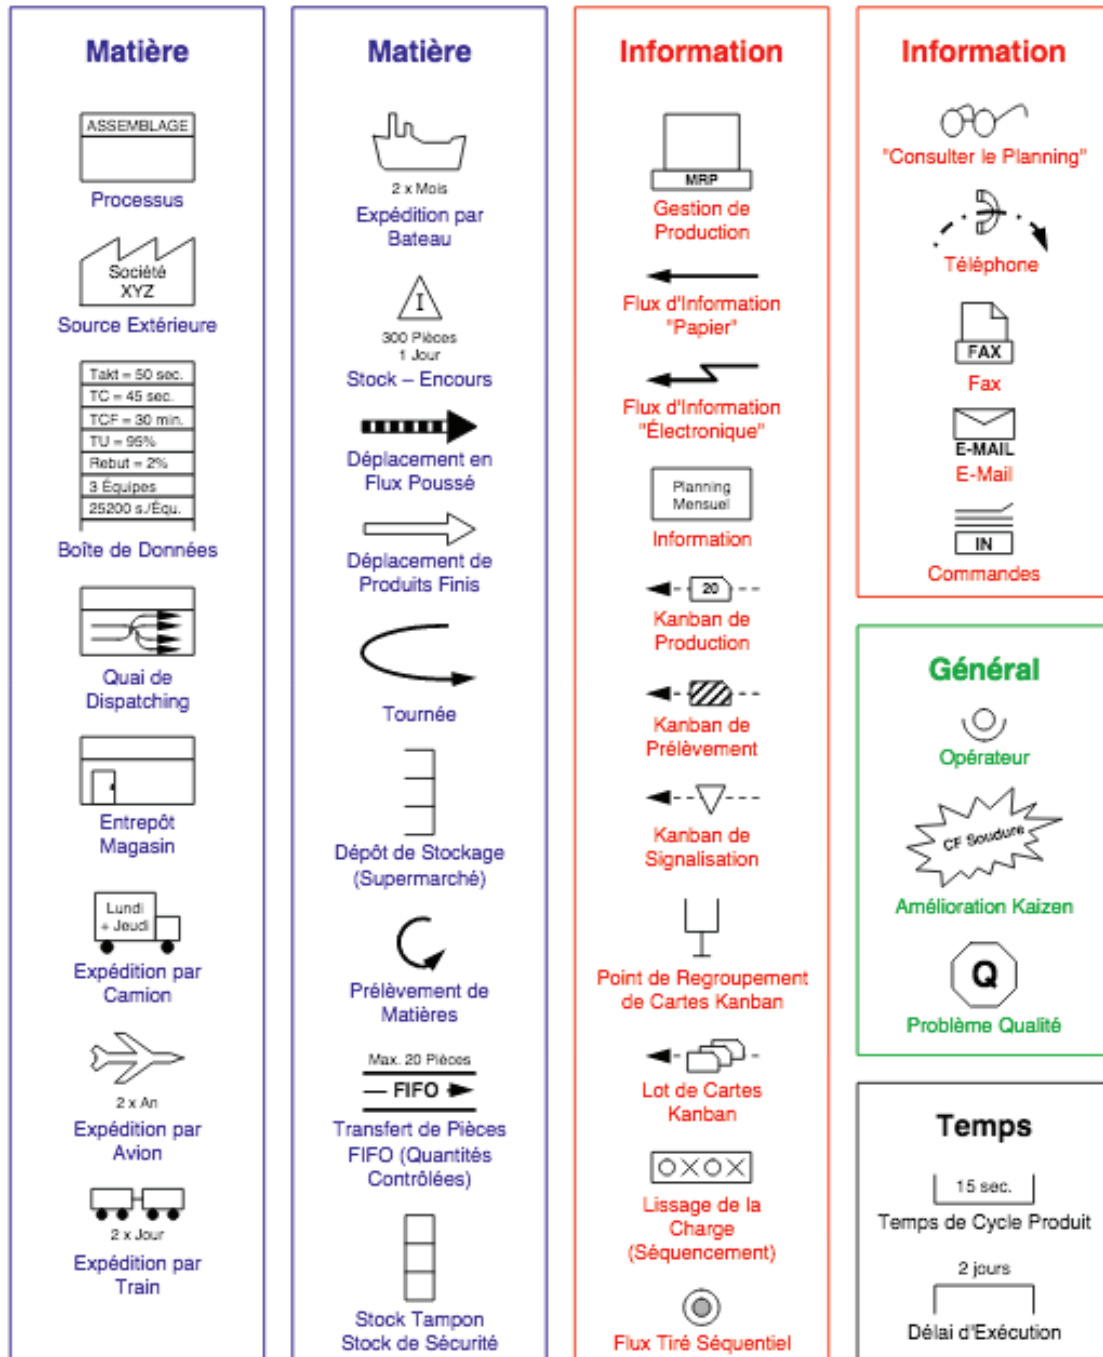 Matière
ASSEMBLAGE
Processus
Société
XYZ
Source Extérieure
Takt = 50 sec.
TC = 45 sec.
TCF = 30 min.
TU = 95%
Rebut = 2%
3 Équipes
25200 s./Équ.
Boîte de Données
Quai de
Dispatching
Entrepôt
Magasin
Lundi
+ Jeudi
Expédition par
Camion
2 x An
Expédition par
Avion
2 x Jour
Expédition par
Train
Matière
2 x Mois
Expédition par
Bateau
I
300 Pièces
1 Jour
Stock – Encours
Déplacement en
Flux Poussé
Déplacement de
Produits Finis
Tournée
Dépôt de Stockage
(Supermarché)
Prélèvement de
Matières
Max. 20 Pièces
FIFO
Transfert de Pièces
FIFO (Quantités
Contrôlées)
Stock Tampon
Stock de Sécurité
Information
MRP
Gestion de
Production
Flux d'Information
"Papier"
Flux d'Information
"Électronique"
Planning
Mensuel
Information
20
Kanban de
Production
Kanban de
Prélèvement
Kanban de
Signalisation
Point de Regroupement
de Cartes Kanban
Lot de Cartes
Kanban
OXOX
Lissage de la
Charge
(Séquencement)
Flux Tiré Séquentiel
Information
"Consulter le Planning"
Téléphone
FAX
Fax
E-MAIL
E-Mail
IN
Commandes
Général
Opérateur
CF Soudure
Amélioration Kaizen
Q
Problème Qualité
Temps
15 sec.
Temps de Cycle Produit
2 jours
Délai d'Exécution